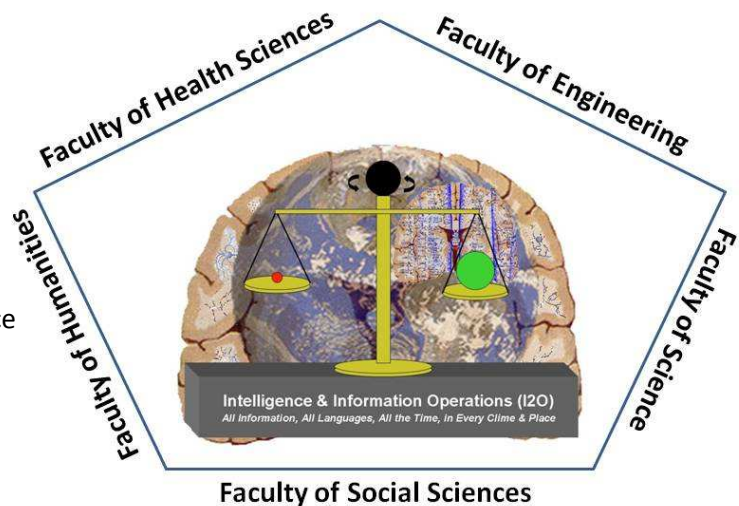 Faculty of Health Sciences
Faculty of Engineering
Faculty of Humanities
Faculty of Science
Intelligence & Information Operations (I2O)
All Information, All Languages, All the Time, in Every Clime & Place
Faculty of Social Sciences